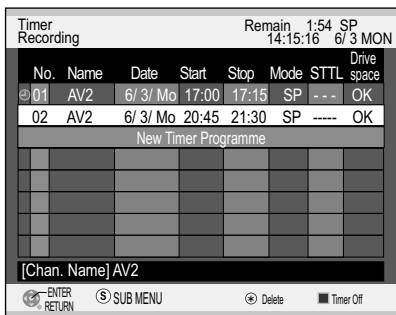 Timer Recording Remain 1:54 SP
14:15:16 6/ 3 MON
No. Name Date Start Stop Mode STTL Drive space
01 AV2 6/ 3/ Mo 17:00 17:15 SP - - - OK
02 AV2 6/ 3/ Mo 20:45 21:30 SP ----- OK
New Timer Programme
[Chan. Name] AV2
ENTER
RETURN
S SUB MENU
Delete
Timer Off